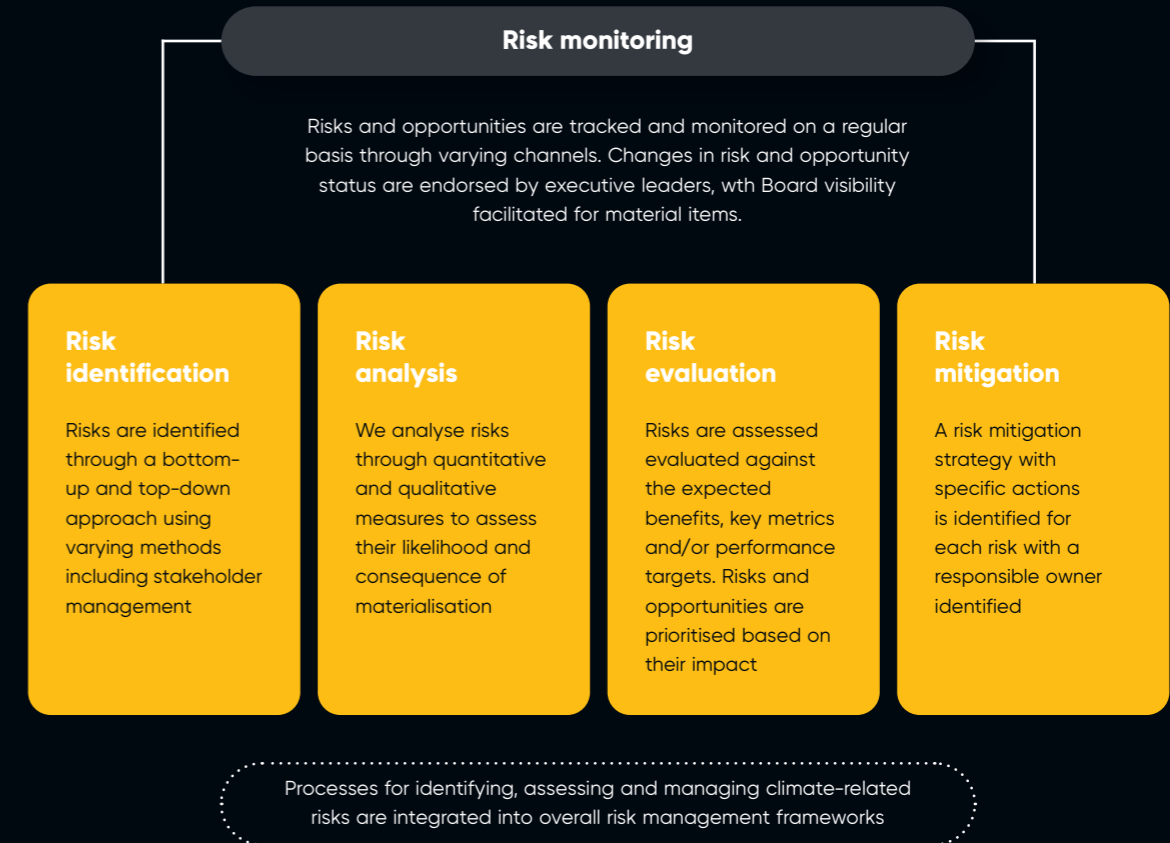 Risk monitoring
Risks and opportunities are tracked and monitored on a regular
basis through varying channels. Changes in risk and opportunity
status are endorsed by executive leaders, wth Board visibility
facilitated for material items.
Risk
identification
Risks are identified
through a bottom-
up and top-down
approach using
varying methods
including stakeholder
management
Risk
analysis
We analyse risks
through quantitative
and qualitative
measures to assess
their likelihood and
consequence of
materialisation
Risk
evaluation
Risks are assessed
evaluated against
the expected
benefits, key metrics
and/or performance
targets. Risks and
opportunities are
prioritised based on
their impact
Risk
mitigation
A risk mitigation
strategy with
specific actions
is identified for
each risk with a
responsible owner
identified
Processes for identifying, assessing and managing climate-related
risks are integrated into overall risk management frameworks